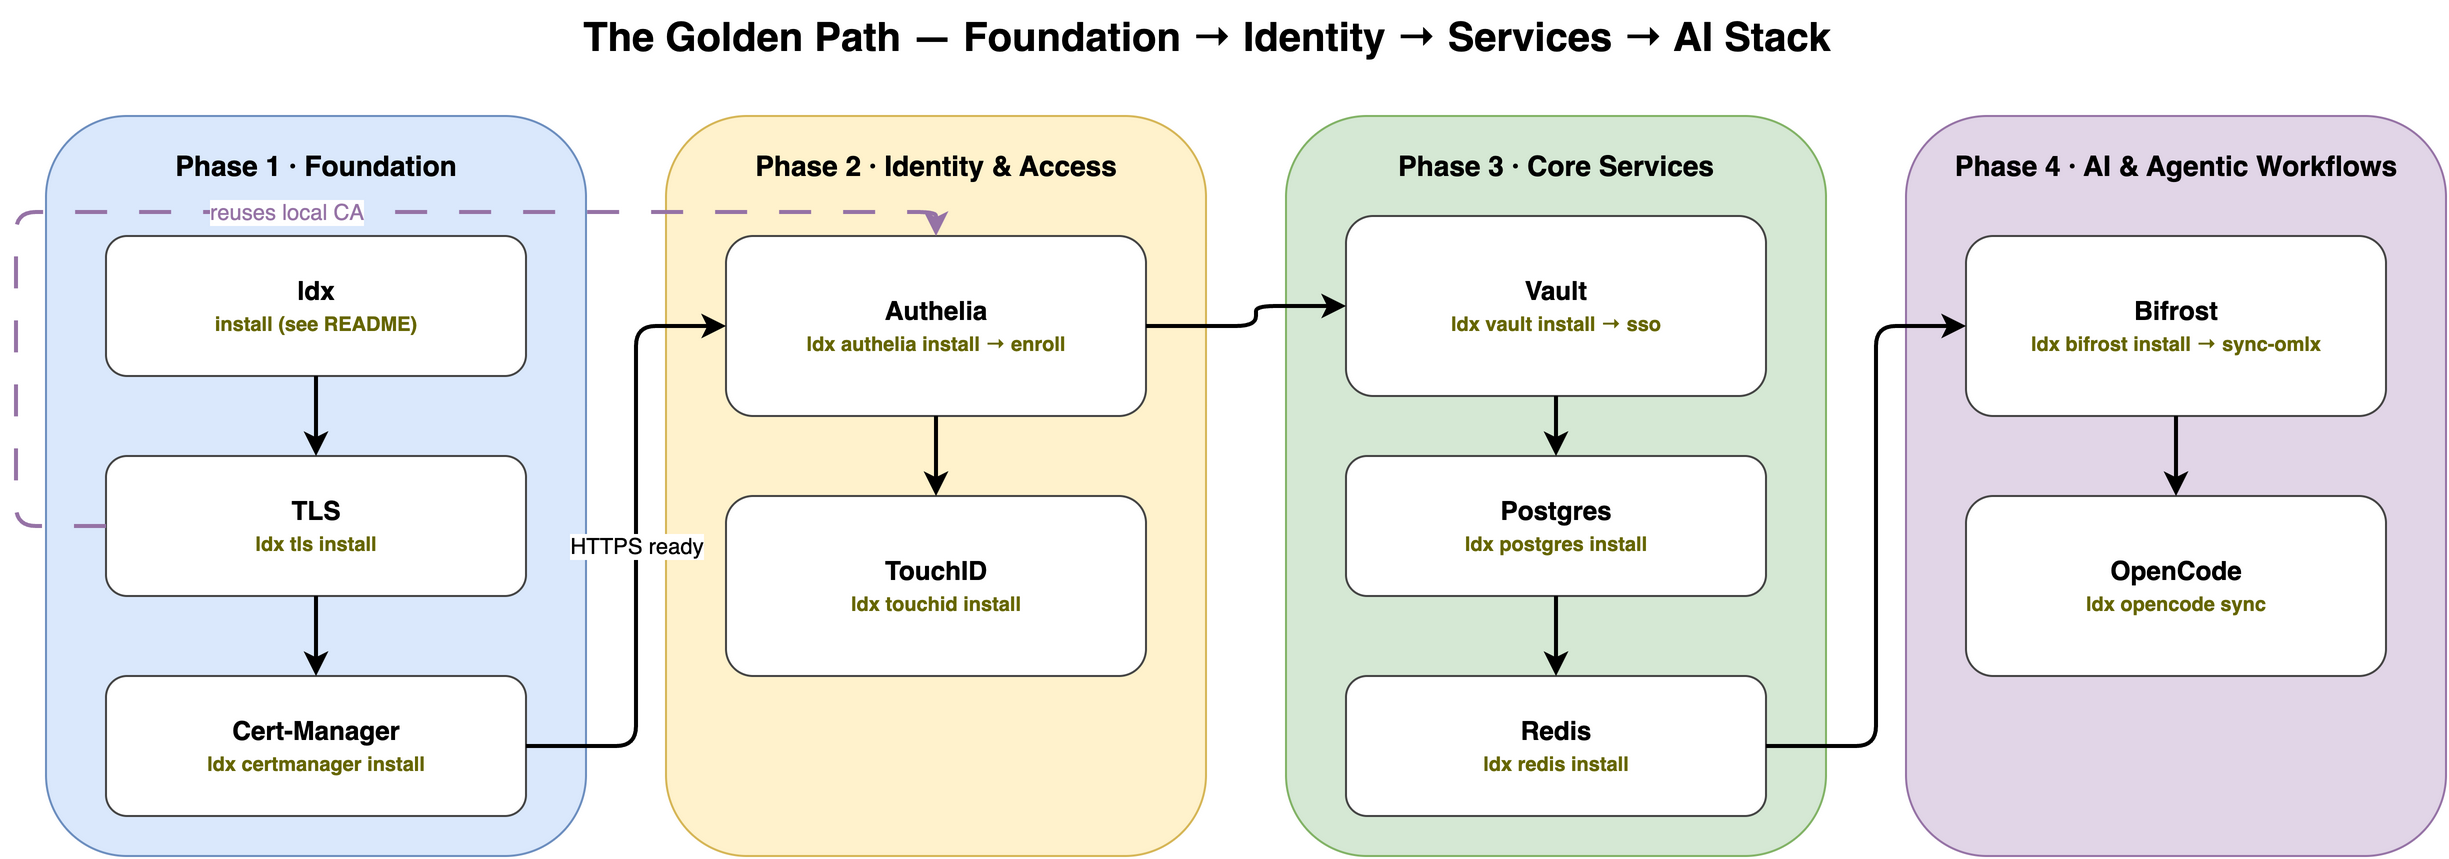 The Golden Path — Foundation → Identity → Services → AI Stack
Phase 1 · Foundation
reuses local CA
ldx
install (see README)
TLS
ldx tls install
Cert-Manager
ldx certmanager install
HTTPS ready
Phase 2 · Identity & Access
Authelia
ldx authelia install → enroll
TouchID
ldx touchid install
Phase 3 · Core Services
Vault
ldx vault install → sso
Postgres
ldx postgres install
Redis
ldx redis install
Phase 4 · AI & Agentic Workflows
Bifrost
ldx bifrost install → sync-omlx
OpenCode
ldx opencode sync